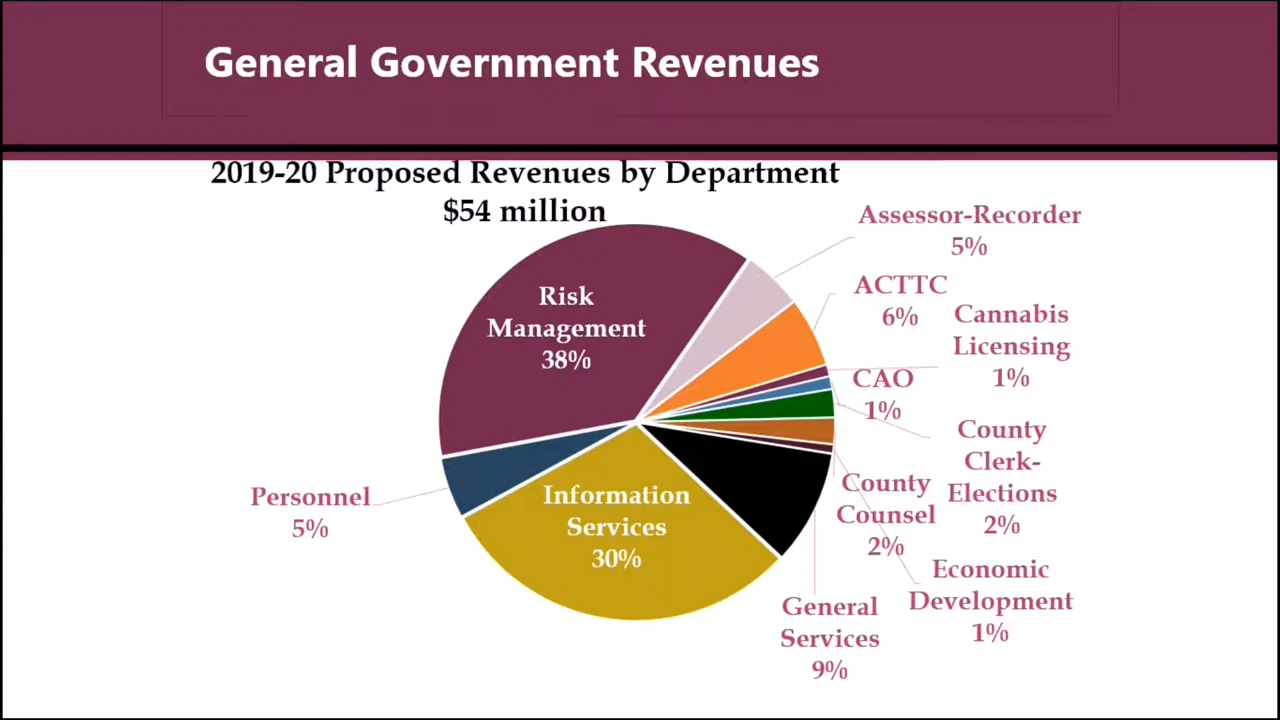 General Government Revenues
2019-20 Proposed Revenues by Department
$54 million
Assessor-Recorder
5%
ACTTC
6%
Cannabis
Licensing
1%
CAO
1%
County
Clerk-
Elections
2%
County
Counsel
2%
Economic
Development
1%
General
Services
9%
Information
Services
30%
Personnel
5%
Risk
Management
38%